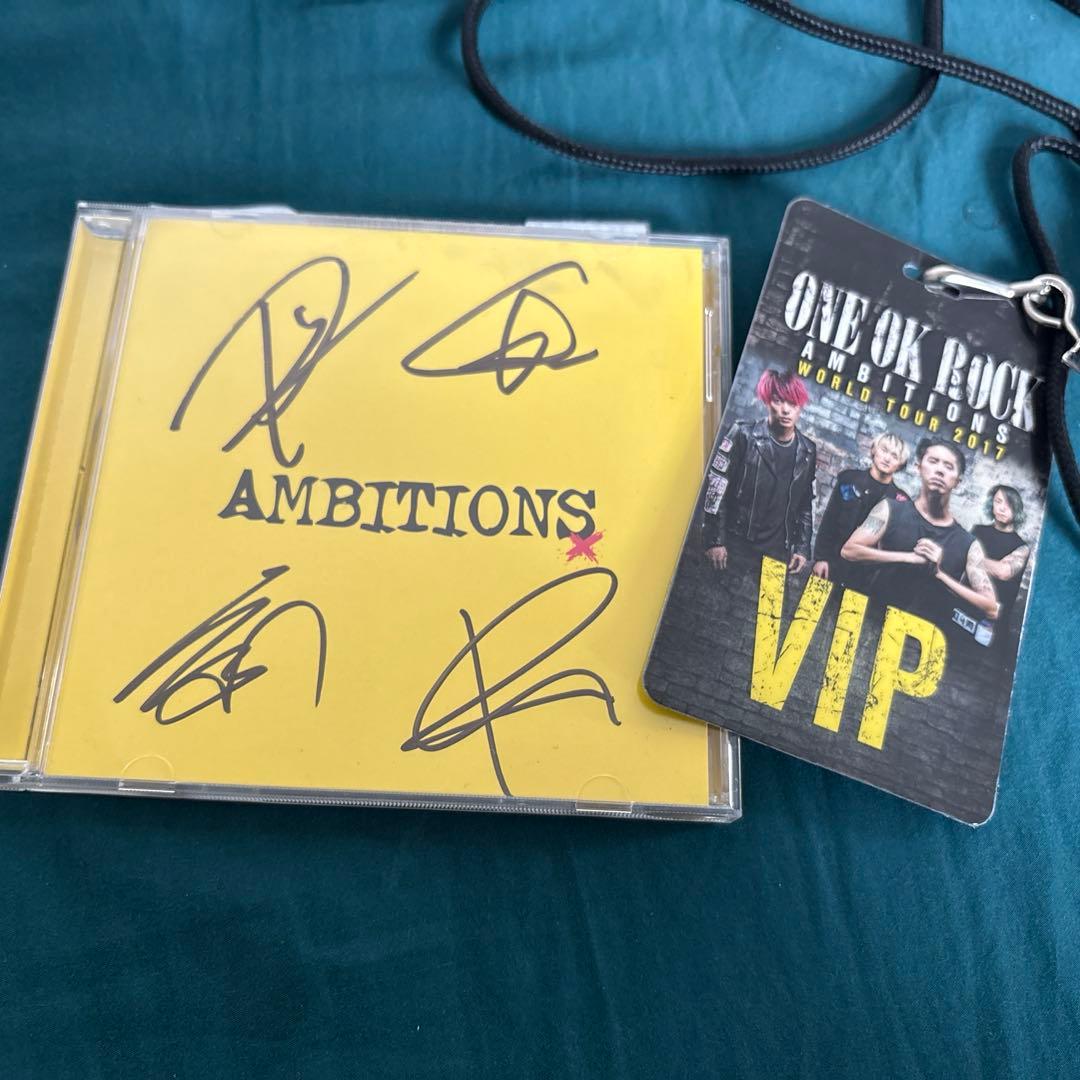 AMBITIONS
ONE OK ROCK
AMBITIONS
WORLD TOUR 2017
VIP